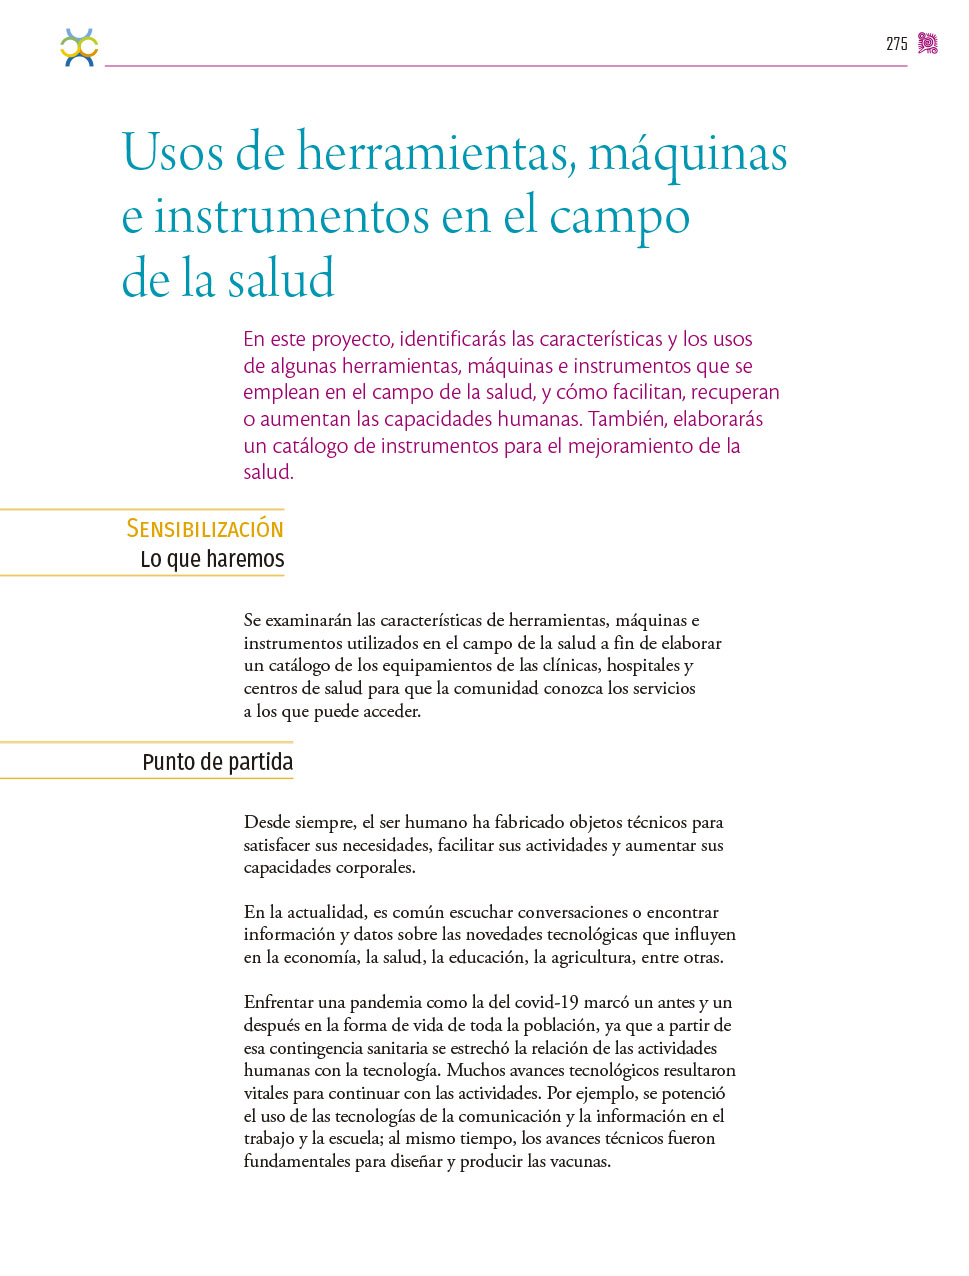 275
Usos de herramientas, máquinas
e instrumentos en el campo
de la salud
En este proyecto, identificarás las características y los usos
de algunas herramientas, máquinas e instrumentos que se
emplean en el campo de la salud, y cómo facilitan, recuperan
o aumentan las capacidades humanas. También, elaborarás
un catálogo de instrumentos para el mejoramiento de la
salud.
Sensibilización
Lo que haremos
Se examinarán las características de herramientas, máquinas e
instrumentos utilizados en el campo de la salud a fin de elaborar
un catálogo de los equipamientos de las clínicas, hospitales y
centros de salud para que la comunidad conozca los servicios
a los que puede acceder.
Punto de partida
Desde siempre, el ser humano ha fabricado objetos técnicos para
satisfacer sus necesidades, facilitar sus actividades y aumentar sus
capacidades corporales.
En la actualidad, es común escuchar conversaciones o encontrar
información y datos sobre las novedades tecnológicas que influyen
en la economía, la salud, la educación, la agricultura, entre otras.
Enfrentar una pandemia como la del covid-19 marcó un antes y un
después en la forma de vida de toda la población, ya que a partir de
esa contingencia sanitaria se estrechó la relación de las actividades
humanas con la tecnología. Muchos avances tecnológicos resultaron
vitales para continuar con las actividades. Por ejemplo, se potenció
el uso de las tecnologías de la comunicación y la información en el
trabajo y la escuela; al mismo tiempo, los avances técnicos fueron
fundamentales para diseñar y producir las vacunas.